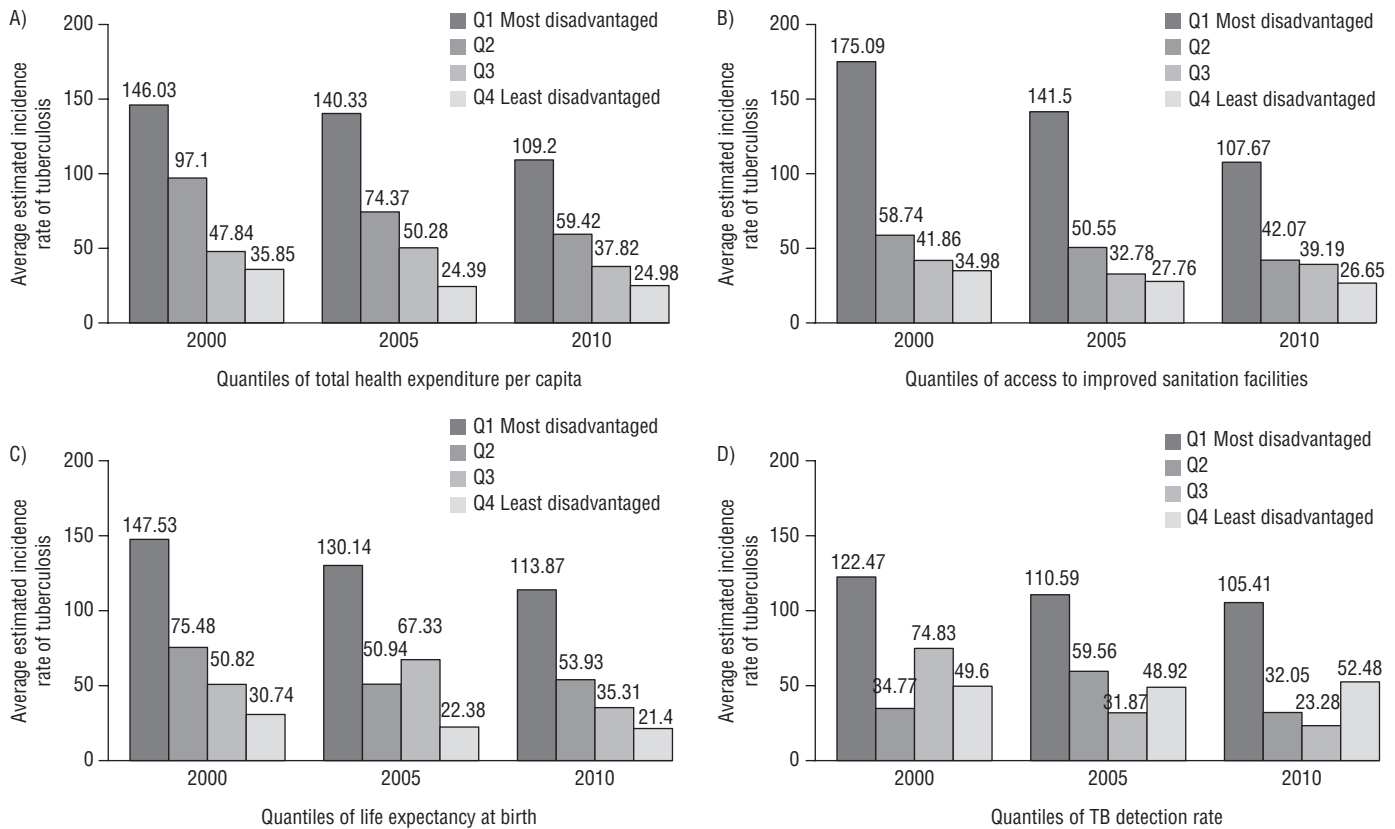 A)
Average estimated incidence
rate of tuberculosis
200
150
100
50
0
Q1 Most disadvantaged
Q2
Q3
Q4 Least disadvantaged
146.03
97.1
47.84
35.85
140.33
74.37
50.28
24.39
109.2
59.42
37.82
24.98
2000 2005 2010
Quantiles of total health expenditure per capita
B)
Average estimated incidence
rate of tuberculosis
200
150
100
50
0
Q1 Most disadvantaged
Q2
Q3
Q4 Least disadvantaged
175.09
58.74
41.86
34.98
141.5
50.55
32.78
27.76
107.67
42.07
39.19
26.65
2000 2005 2010
Quantiles of access to improved sanitation facilities
C)
Average estimated incidence
rate of tuberculosis
200
150
100
50
0
Q1 Most disadvantaged
Q2
Q3
Q4 Least disadvantaged
147.53
75.48
50.82
30.74
130.14
50.94
67.33
22.38
113.87
53.93
35.31
21.4
2000 2005 2010
Quantiles of life expectancy at birth
D)
Average estimated incidence
rate of tuberculosis
200
150
100
50
0
Q1 Most disadvantaged
Q2
Q3
Q4 Least disadvantaged
122.47
34.77
74.83
49.6
110.59
59.56
31.87
48.92
105.41
32.05
23.28
52.48
2000 2005 2010
Quantiles of TB detection rate